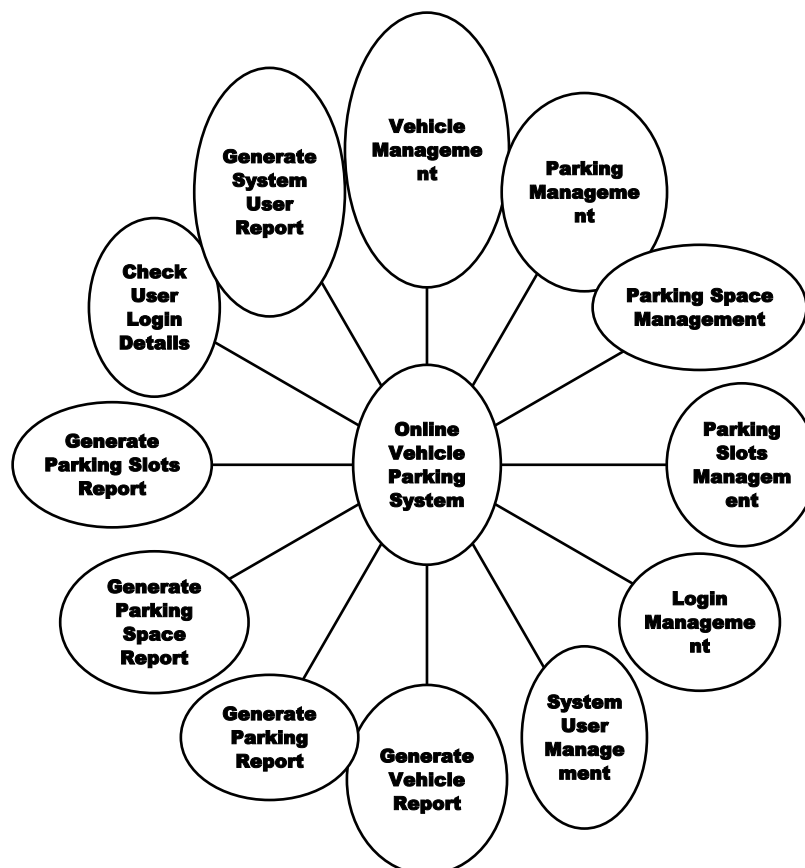 Vehicle
Manageme
nt
Parking
Manageme
nt
Parking Space
Management
Parking
Slots
Managem
ent
Login
Manageme
nt
System
User
Manage
ment
Generate
Vehicle
Report
Generate
Parking
Report
Generate
Parking
Space
Report
Generate
Parking Slots
Report
Check
User
Login
Details
Generate
System
User
Report
Online
Vehicle
Parking
System